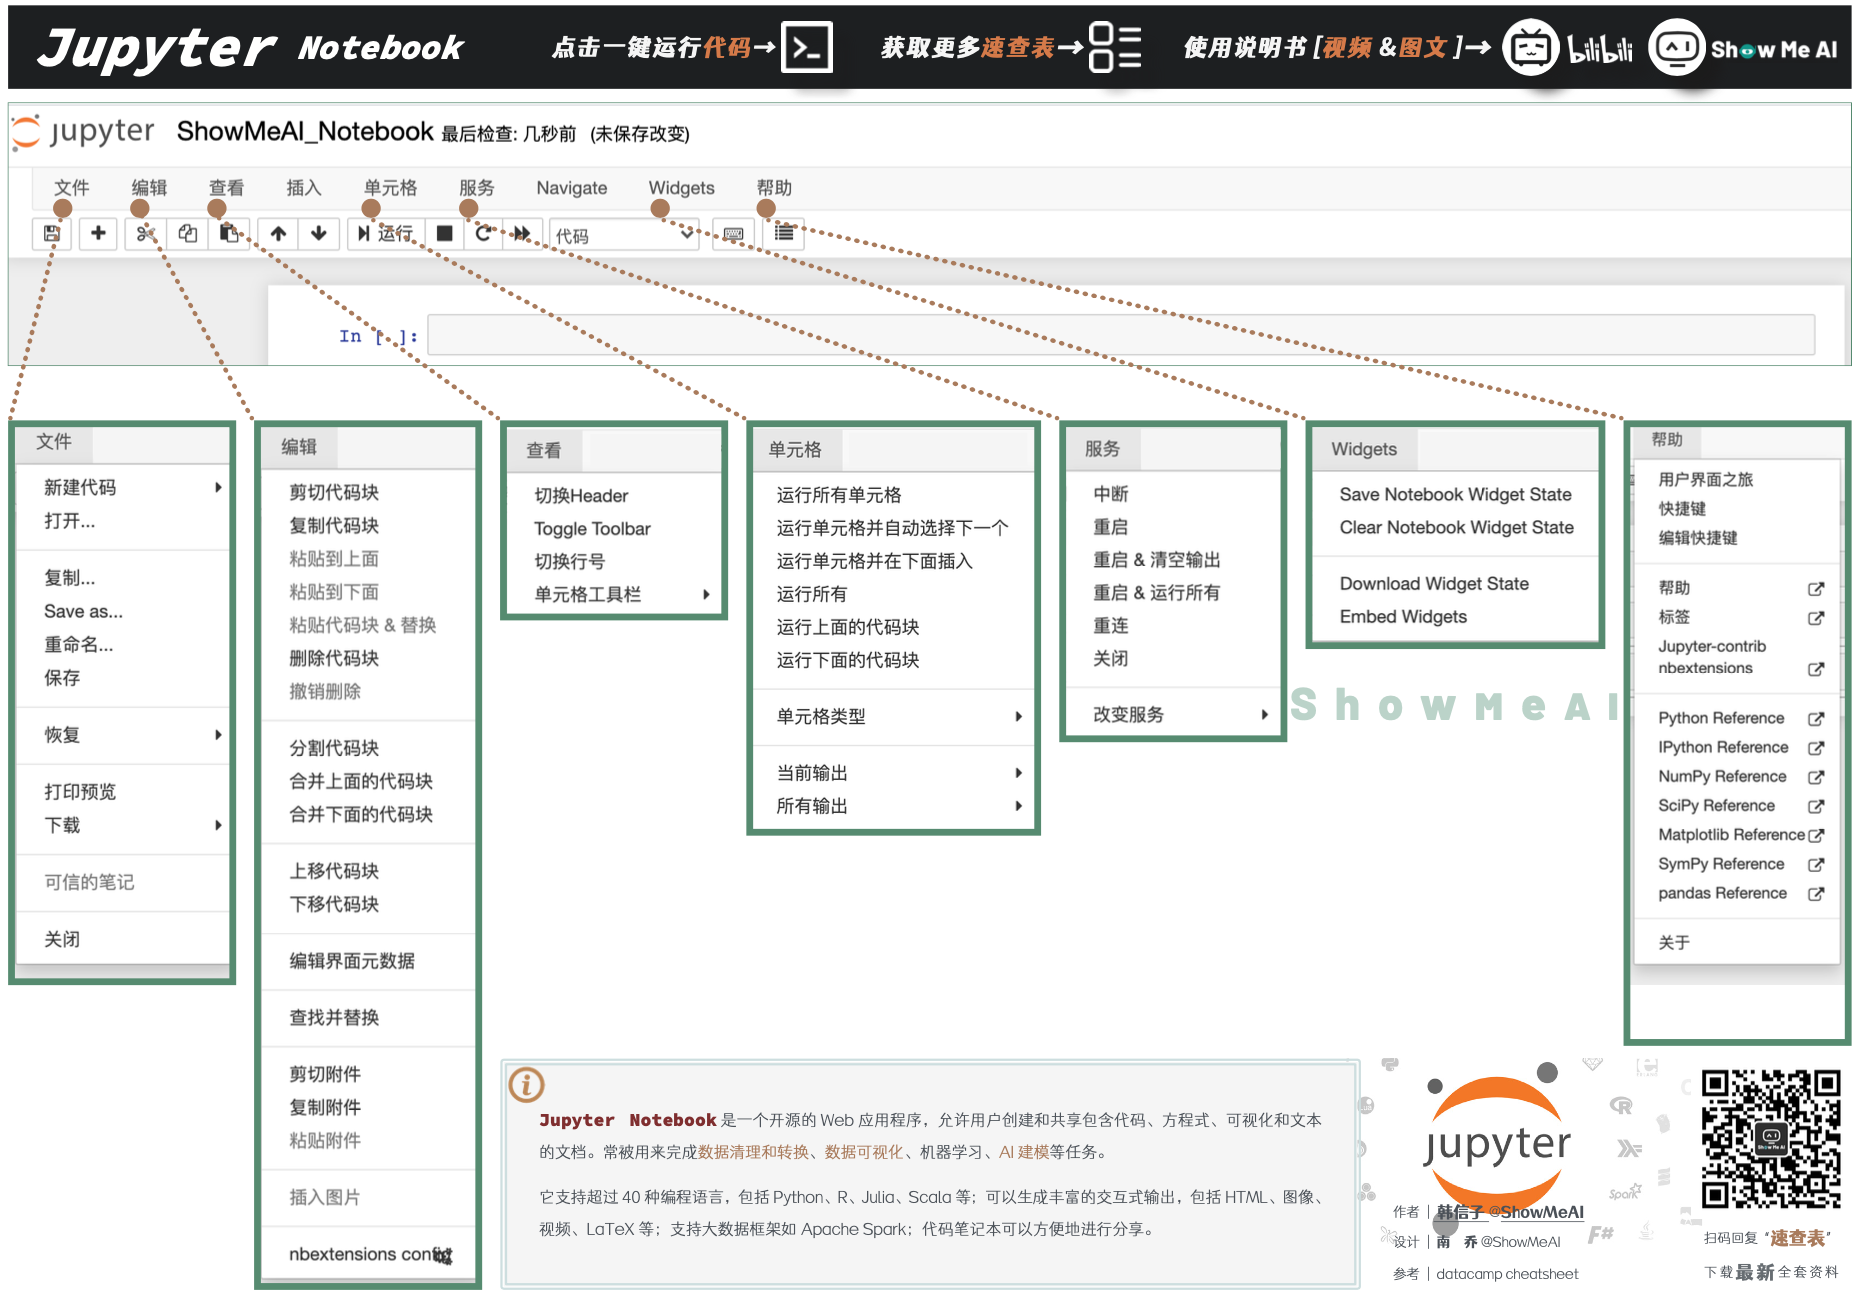 Jupyter Notebook 点击一键运行代码→ 获取更多速查表→ 使用说明书 [视频 & 图文 ]→ bilibili Show Me AI
jupyter ShowMeAI_Notebook 最后检查: 几秒前 (未保存改变)
文件 编辑 查看 插入 单元格 服务 Navigate Widgets 帮助
运行 代码
In [ ]:
文件
新建代码
打开...
复制...
Save as...
重命名...
保存
恢复
打印预览
下载
可信的笔记
关闭
编辑
剪切代码块
复制代码块
粘贴到上面
粘贴到下面
粘贴代码块 & 替换
删除代码块
撤销删除
分割代码块
合并上面的代码块
合并下面的代码块
上移代码块
下移代码块
编辑界面元数据
查找并替换
剪切附件
复制附件
粘贴附件
插入图片
nbextensions config
查看
切换Header
Toggle Toolbar
切换行号
单元格工具栏
单元格
运行所有单元格
运行单元格并自动选择下一个
运行单元格并在下面插入
运行所有
运行上面的代码块
运行下面的代码块
单元格类型
当前输出
所有输出
服务
中断
重启
重启 & 清空输出
重启 & 运行所有
重连
关闭
改变服务
Widgets
Save Notebook Widget State
Clear Notebook Widget State
Download Widget State
Embed Widgets
ShowMeAI
帮助
用户界面之旅
快捷键
编辑快捷键
帮助
标签
Jupyter-contrib
nbextensions
Python Reference
IPython Reference
NumPy Reference
SciPy Reference
Matplotlib Reference
SymPy Reference
pandas Reference
关于
Jupyter Notebook 是一个开源的 Web 应用程序，允许用户创建和共享包含代码、方程式、可视化和文本
的文档。常被用来完成数据清理和转换、数据可视化、机器学习、AI 建模等任务。
它支持超过 40 种编程语言，包括 Python、R、Julia、Scala 等；可以生成丰富的交互式输出，包括 HTML、图像、
视频、LaTeX 等；支持大数据框架如 Apache Spark；代码笔记本可以方便地进行分享。
jupyter
R
Spark
F#
作者 | 韩信子 @ShowMeAI
设计 | 南 乔 @ShowMeAI
参考 | datacamp cheatsheet
Show Me AI
扫码回复 “速查表”
下载最新全套资料